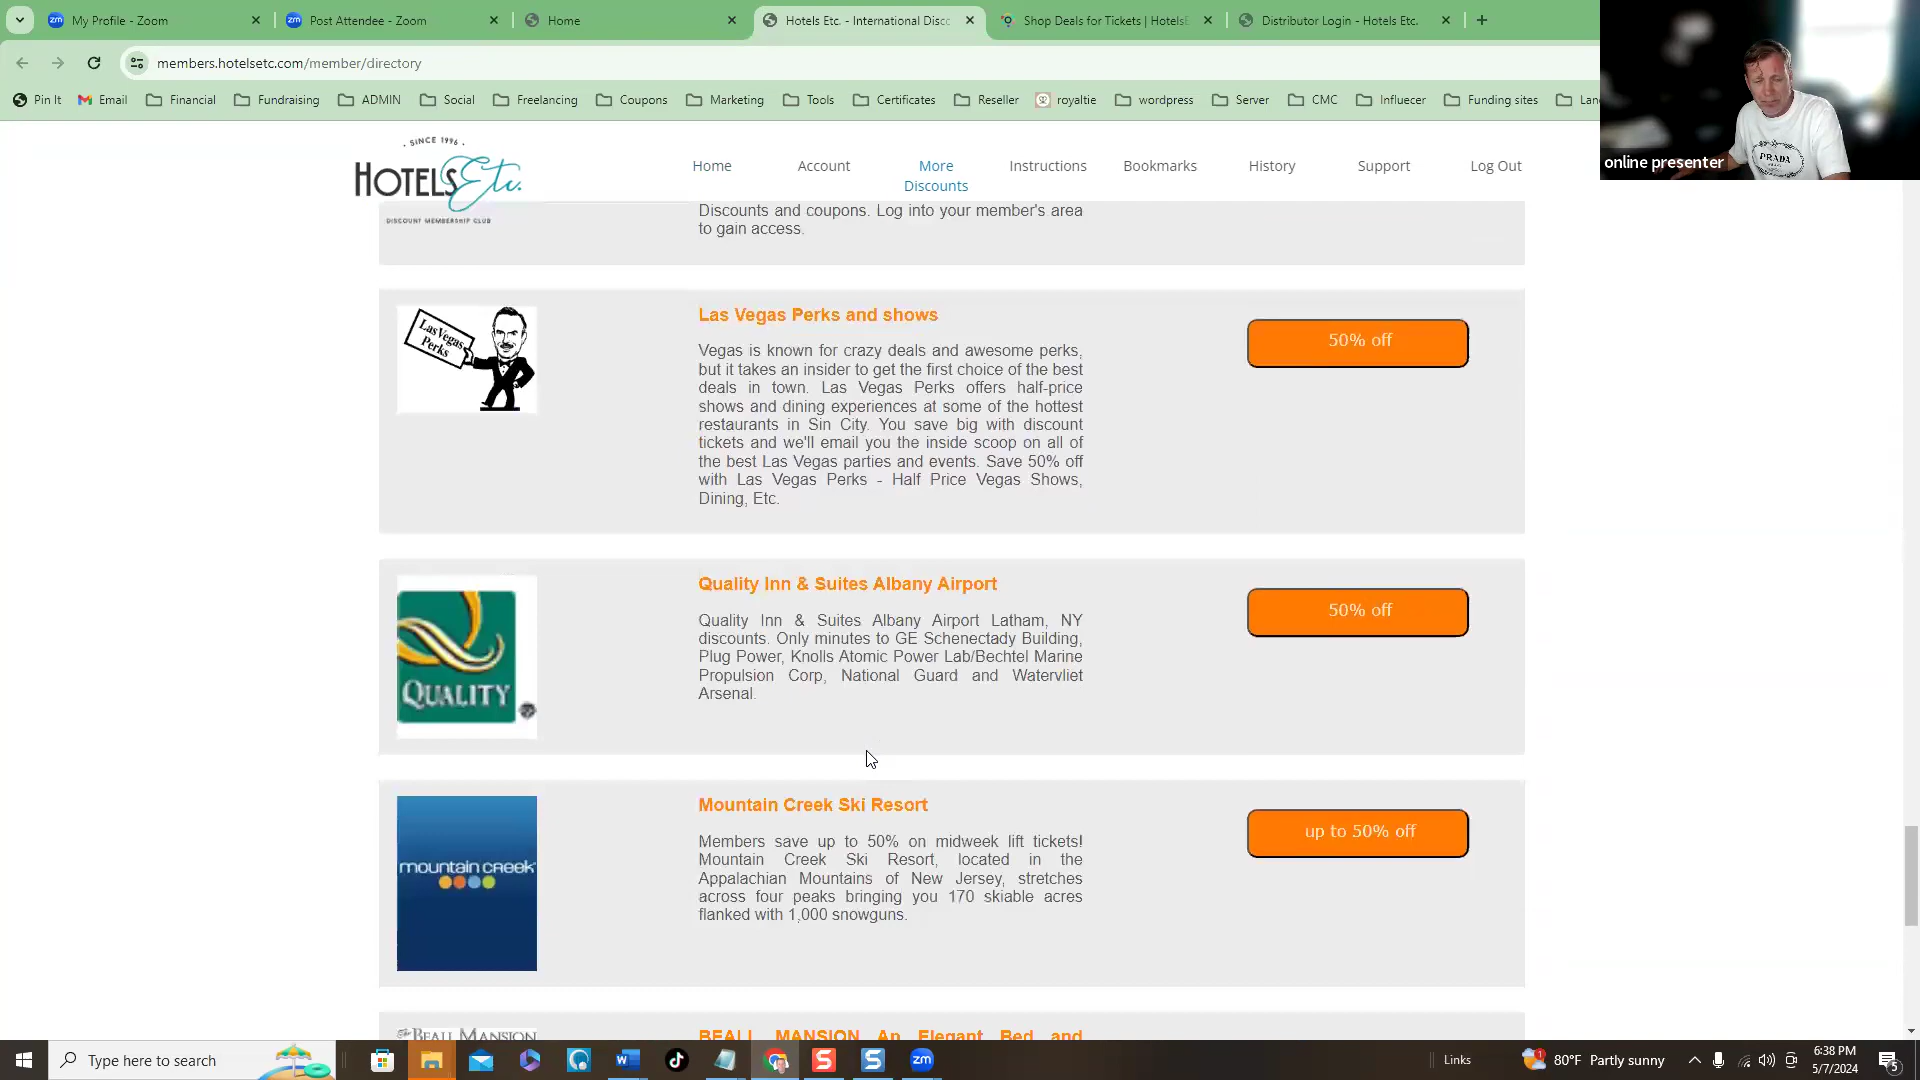 My Profile - Zoom
Post Attendee - Zoom
Home
Hotels Etc. - International Disco
Shop Deals for Tickets | HotelsE
Distributor Login - Hotels Etc.
members.hotelsetc.com/member/directory
Pin It
Email
Financial
Fundraising
ADMIN
Social
Freelancing
Coupons
Marketing
Tools
Certificates
Reseller
royaltie
wordpress
Server
CMC
Influecer
Funding sites
Lan
PRADA
online presenter
· SINCE 1996 ·
HOTELS Etc.
DISCOUNT MEMBERSHIP CLUB
Home
Account
More
Discounts
Instructions
Bookmarks
History
Support
Log Out
Discounts and coupons. Log into your member's area
to gain access.
Las Vegas
Perks
Las Vegas Perks and shows
Vegas is known for crazy deals and awesome perks,
but it takes an insider to get the first choice of the best
deals in town. Las Vegas Perks offers half-price
shows and dining experiences at some of the hottest
restaurants in Sin City. You save big with discount
tickets and we'll email you the inside scoop on all of
the best Las Vegas parties and events. Save 50% off
with Las Vegas Perks - Half Price Vegas Shows,
Dining, Etc.
50% off
QUALITY
Quality Inn & Suites Albany Airport
Quality Inn & Suites Albany Airport Latham, NY
discounts. Only minutes to GE Schenectady Building,
Plug Power, Knolls Atomic Power Lab/Bechtel Marine
Propulsion Corp, National Guard and Watervliet
Arsenal.
50% off
mountain creek
Mountain Creek Ski Resort
Members save up to 50% on midweek lift tickets!
Mountain Creek Ski Resort, located in the
Appalachian Mountains of New Jersey, stretches
across four peaks bringing you 170 skiable acres
flanked with 1,000 snowguns.
up to 50% off
The BEALL MANSION
BEALL MANSION An Elegant Bed and
Type here to search
Links
80°F Partly sunny
6:38 PM
5/7/2024
5